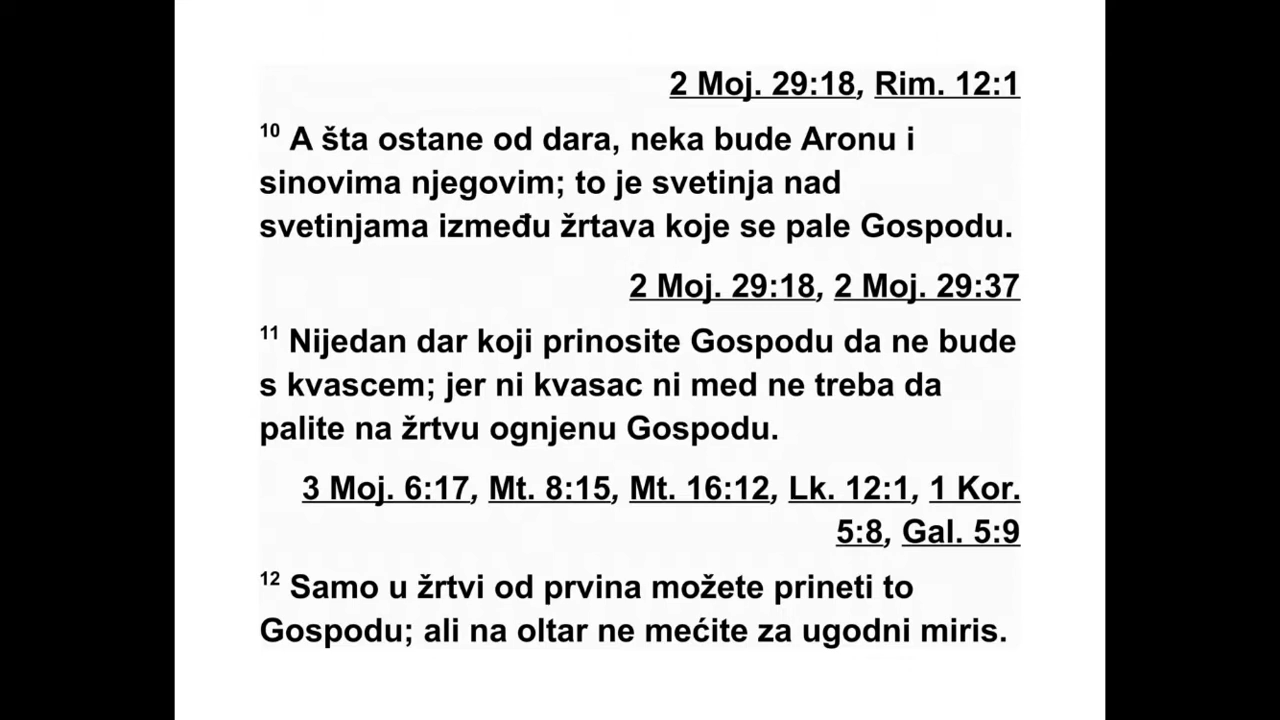 2 Moj. 29:18, Rim. 12:1
10 A šta ostane od dara, neka bude Aronu i
sinovima njegovim; to je svetinja nad
svetinjama između žrtava koje se pale Gospodu.
2 Moj. 29:18, 2 Moj. 29:37
11 Nijedan dar koji prinosite Gospodu da ne bude
s kvascem; jer ni kvasac ni med ne treba da
palite na žrtvu ognjenu Gospodu.
3 Moj. 6:17, Mt. 8:15, Mt. 16:12, Lk. 12:1, 1 Kor.
5:8, Gal. 5:9
12 Samo u žrtvi od prvina možete prineti to
Gospodu; ali na oltar ne mećite za ugodni miris.